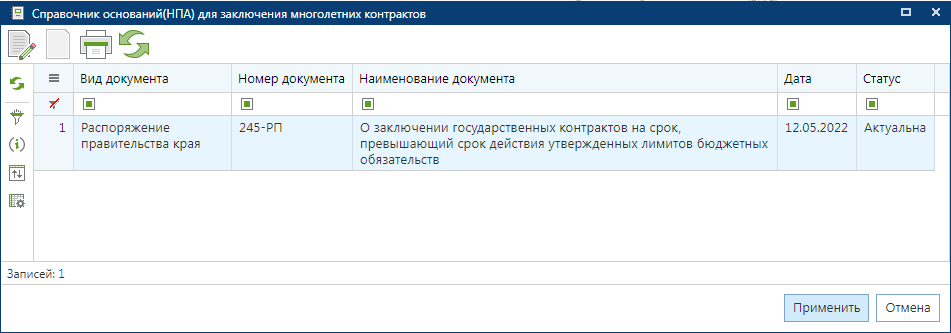 Справочник оснований(НПА) для заключения многолетних контрактов
Вид документа Номер документа Наименование документа Дата Статус
1 Распоряжение 245-РП О заключении государственных контрактов на срок, 12.05.2022 Актуальна
правительства края превышающий срок действия утвержденных лимитов бюджетных
обязательств
Записей: 1
Применить Отмена